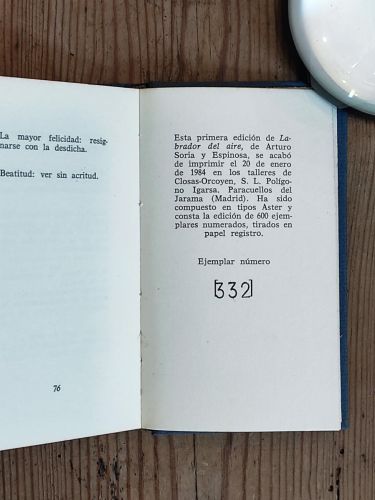 La mayor felicidad: resig-
narse con la desdicha.
Beatitud: ver sin acritud.
76
Esta primera edición de La-
brador del aire, de Arturo
Soria y Espinosa, se acabó
de imprimir el 20 de enero
de 1984 en los talleres de
Closas-Orcoyen, S. L. Polígo-
no Igarsa. Paracuellos del
Jarama (Madrid). Ha sido
compuesto en tipos Aster y
consta la edición de 600 ejem-
plares numerados, tirados en
papel registro.
Ejemplar número
[332]